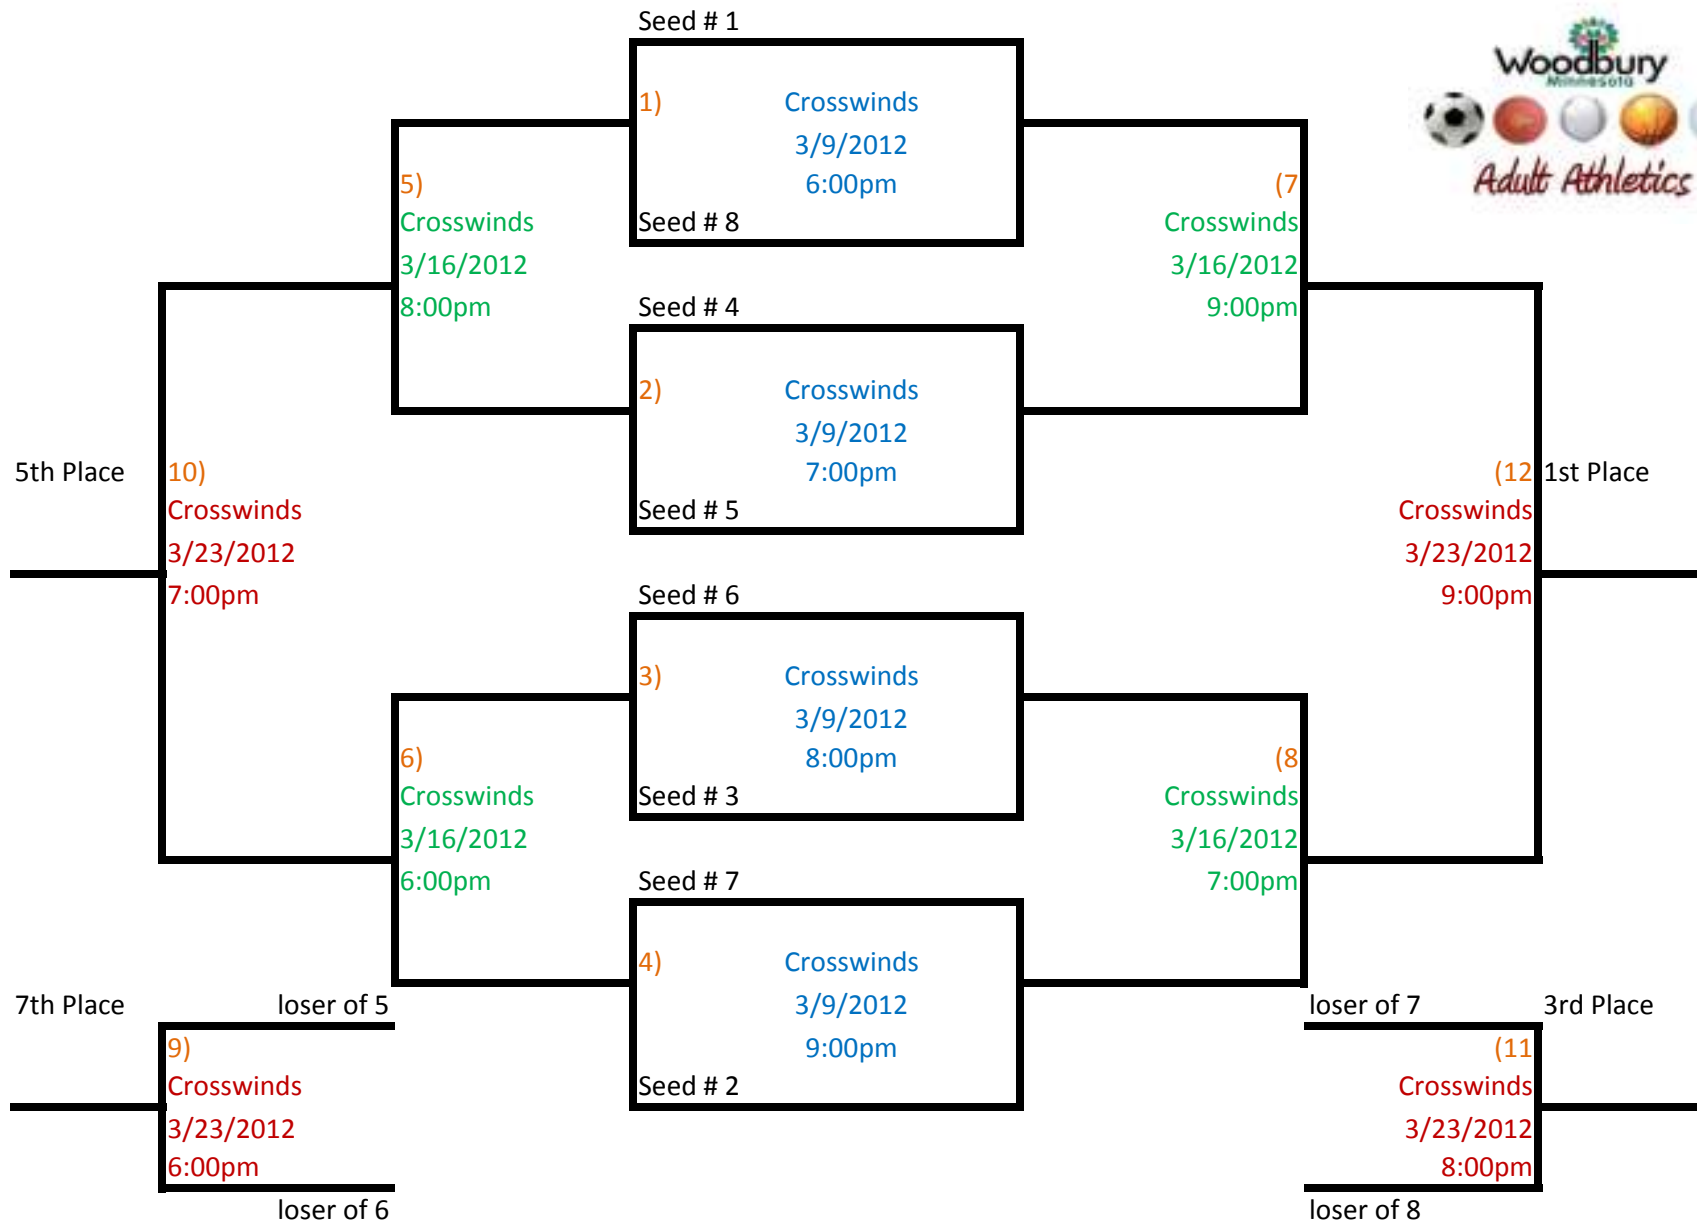 Seed # 1
Woodbury
Minnesota
Adult Athletics
1)
Crosswinds
3/9/2012
6:00pm
Seed # 8
5)
Crosswinds
3/16/2012
8:00pm
(7
Crosswinds
3/16/2012
9:00pm
Seed # 4
2)
Crosswinds
3/9/2012
7:00pm
Seed # 5
5th Place
10)
Crosswinds
3/23/2012
7:00pm
(12
1st Place
Crosswinds
3/23/2012
9:00pm
Seed # 6
3)
Crosswinds
3/9/2012
8:00pm
Seed # 3
6)
Crosswinds
3/16/2012
6:00pm
(8
Crosswinds
3/16/2012
7:00pm
Seed # 7
4)
Crosswinds
3/9/2012
9:00pm
Seed # 2
7th Place
loser of 5
9)
Crosswinds
3/23/2012
6:00pm
loser of 6
loser of 7
3rd Place
(11
Crosswinds
3/23/2012
8:00pm
loser of 8